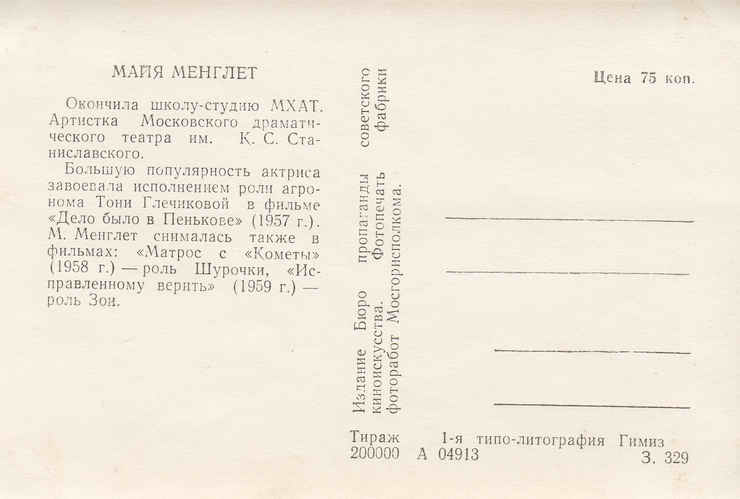 МАЙЯ МЕНГЛЕТ
Окончила школу-студию МХАТ.
Артистка Московского драмати-
ческого театра им. К. С. Ста-
ниславского.
Большую популярность актриса
завоевала исполнением роли агро-
нома Тони Глечиковой в фильме
«Дело было в Пенькове» (1957 г.).
М. Менглет снималась также в
фильмах: «Матрос с «Кометы»
(1958 г.) — роль Шурочки, «Ис-
правленному верить» (1959 г.) —
роль Зои.
Издание Бюро пропаганды советского
киноискусства. Фотопечать фабрики
фоторабот Мосгорисполкома.
Цена 75 коп.
Тираж 1-я типо-литография Гимиз
200000 А 04913 З. 329